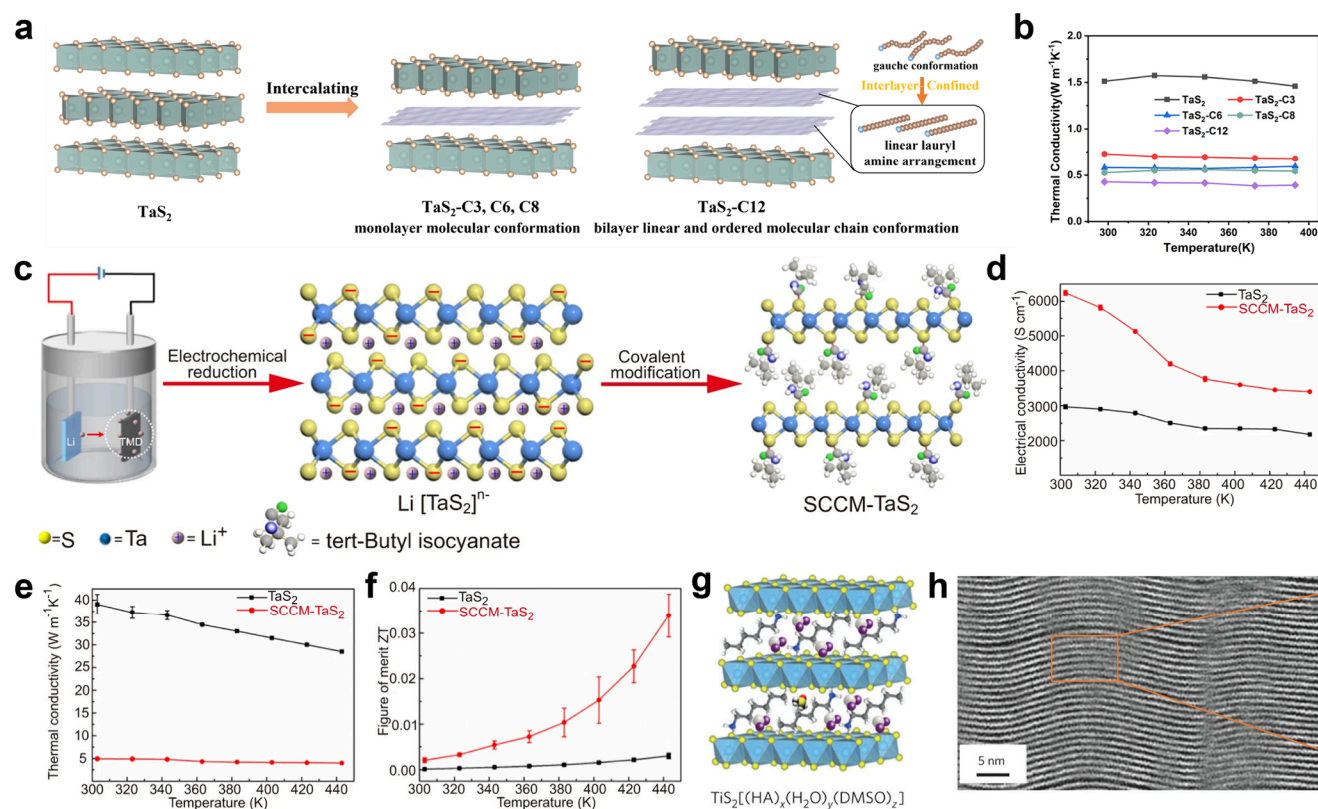 a
TaS2
Intercalating
TaS2-C3, C6, C8
monolayer molecular conformation
gauche conformation
Interlayers Confined
linear lauryl
amine arrangement
TaS2-C12
bilayer linear and ordered molecular chain conformation
b
Thermal Conductivity(W m-1K-1)
2.0
1.5
1.0
0.5
0.0
TaS2
TaS2-C3
TaS2-C6
TaS2-C8
TaS2-C12
300 320 340 360 380 400
Temperature(K)
c
Li
TMD
Electrochemical
reduction
Li [TaS2]n-
Covalent
modification
SCCM-TaS2
=S
=Ta
=Li+
= tert-Butyl isocyanate
d
Electrical conductivity (S cm-1)
6000
5000
4000
3000
2000
TaS2
SCCM-TaS2
300 320 340 360 380 400 420 440
Temperature (K)
e
Thermal conductivity (W m-1K-1)
40
35
30
25
20
15
10
5
TaS2
SCCM-TaS2
300 320 340 360 380 400 420 440
Temperature (K)
f
Figure of merit ZT
0.04
0.03
0.02
0.01
0.00
TaS2
SCCM-TaS2
300 320 340 360 380 400 420 440
Temperature (K)
g
TiS2[(HA)x(H2O)y(DMSO)z]
h
5 nm